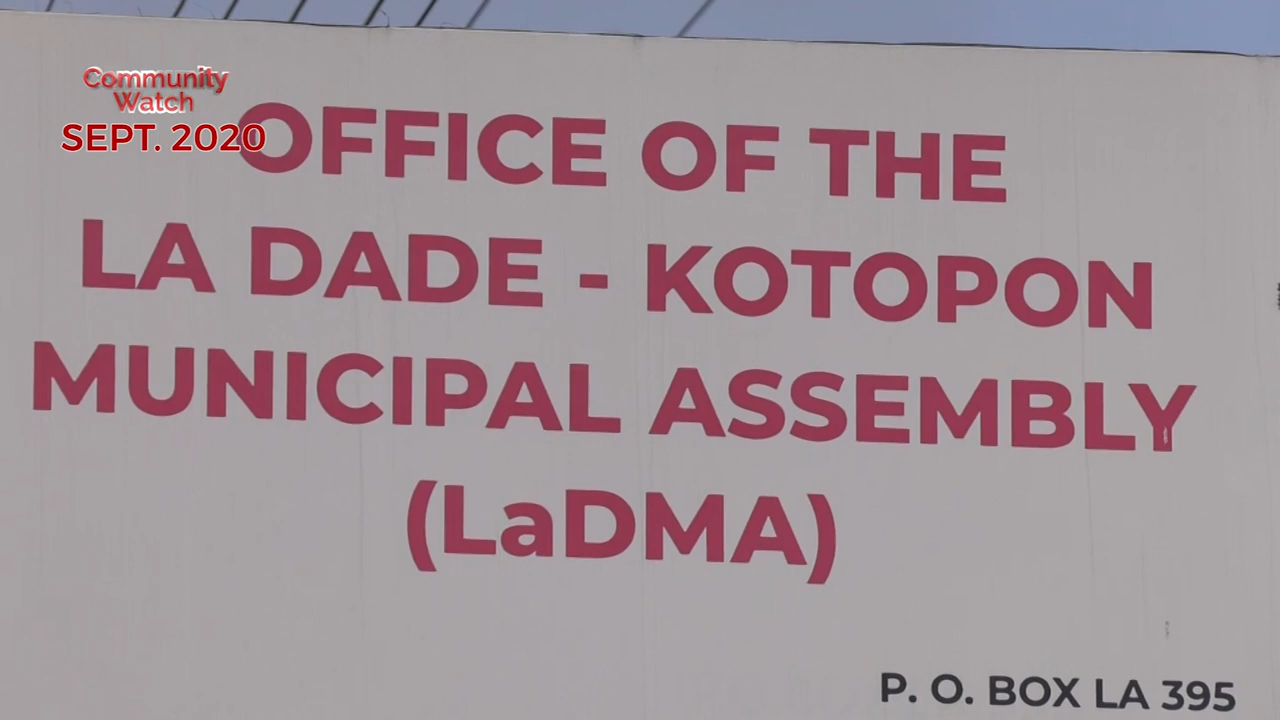 Community
Watch
SEPT. 2020
OFFICE OF THE
LA DADE - KOTOPON
MUNICIPAL ASSEMBLY
(LaDMA)
P. O. BOX LA 395